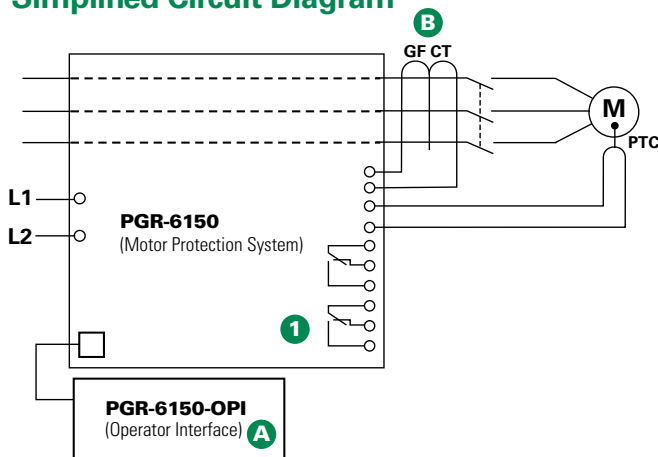 Simplified Circuit Diagram
B
GF CT
M
PTC
L1
L2
PGR-6150
(Motor Protection System)
1
PGR-6150-OPI
(Operator Interface)
A